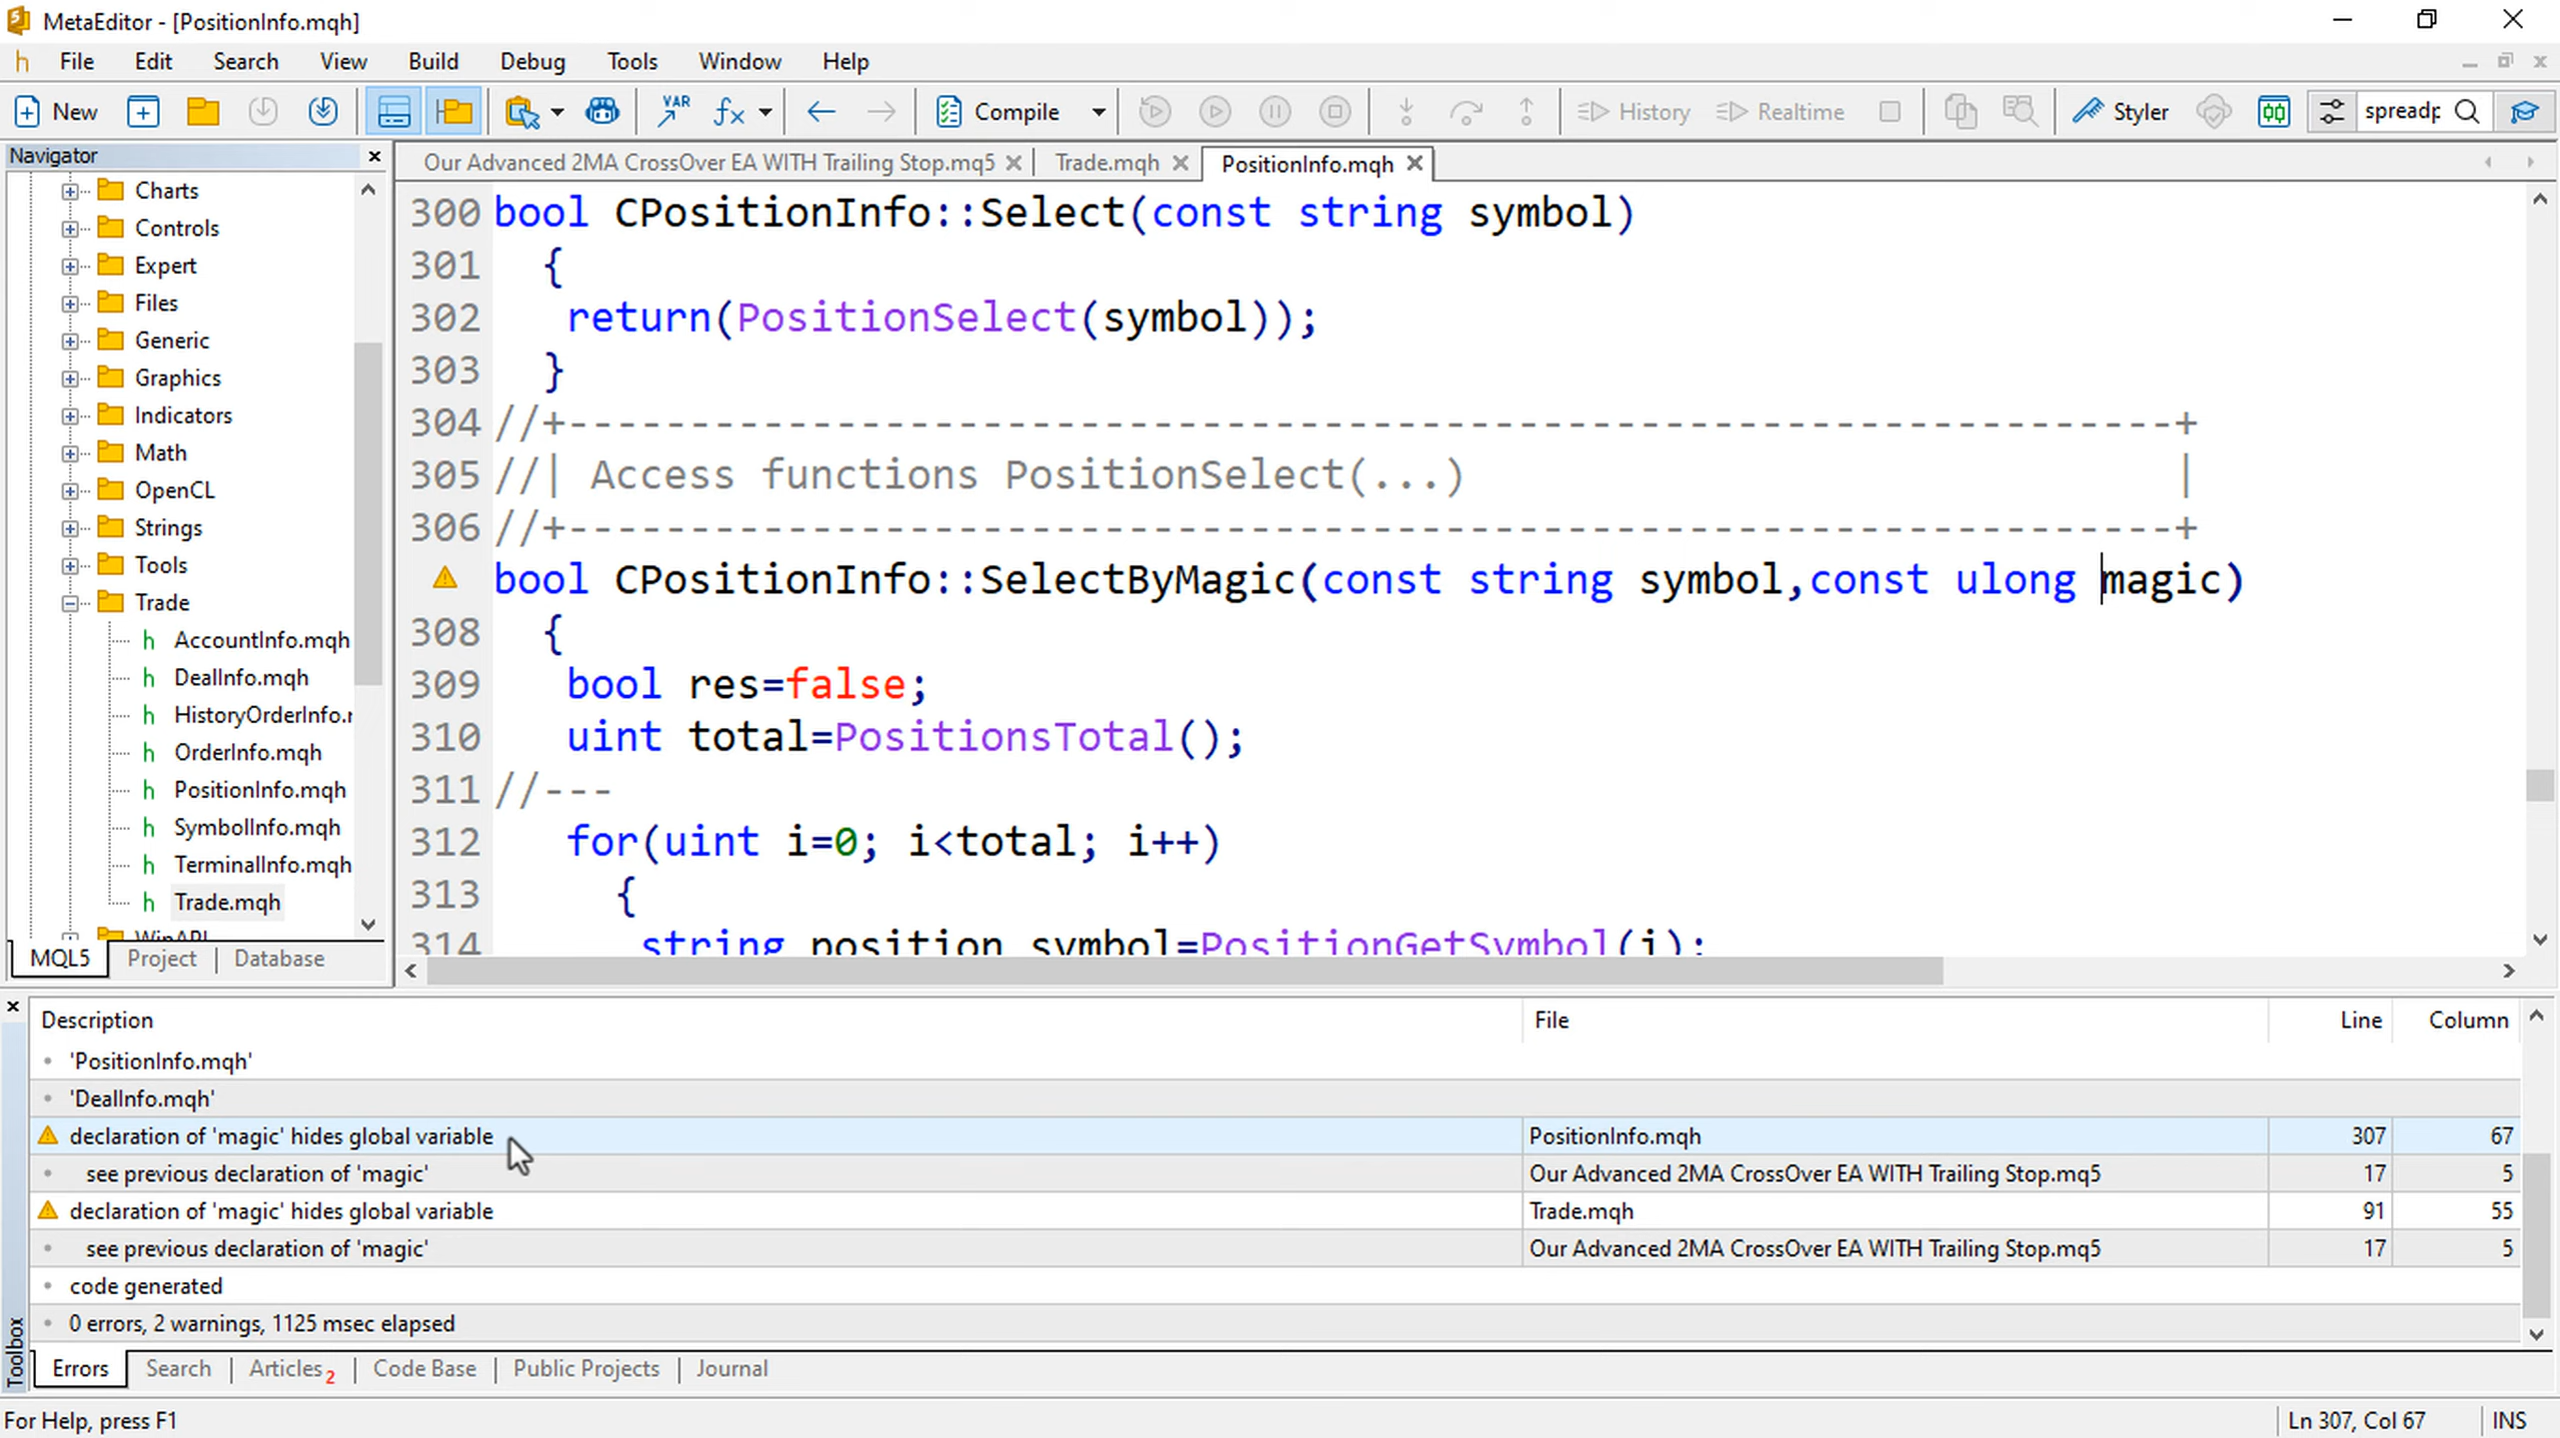 MetaEditor - [PositionInfo.mqh]
File Edit Search View Build Debug Tools Window Help
New VAR fx Compile History Realtime Styler spreadp
Navigator
Our Advanced 2MA CrossOver EA WITH Trailing Stop.mq5 Trade.mqh PositionInfo.mqh
Charts
Controls
Expert
Files
Generic
Graphics
Indicators
Math
OpenCL
Strings
Tools
Trade
AccountInfo.mqh
DealInfo.mqh
HistoryOrderInfo.
OrderInfo.mqh
PositionInfo.mqh
SymbolInfo.mqh
TerminalInfo.mqh
Trade.mqh
WinAPI
MQL5 Project Database
300 bool CPositionInfo::Select(const string symbol)
301 {
302 return(PositionSelect(symbol));
303 }
304 //+------------------------------------------------------------------+
305 //| Access functions PositionSelect(...) |
306 //+------------------------------------------------------------------+
bool CPositionInfo::SelectByMagic(const string symbol,const ulong magic)
308 {
309 bool res=false;
310 uint total=PositionsTotal();
311 //---
312 for(uint i=0; i<total; i++)
313 {
314 string position_symbol=PositionGetSymbol(i);
Description File Line Column
'PositionInfo.mqh'
'DealInfo.mqh'
declaration of 'magic' hides global variable PositionInfo.mqh 307 67
see previous declaration of 'magic' Our Advanced 2MA CrossOver EA WITH Trailing Stop.mq5 17 5
declaration of 'magic' hides global variable Trade.mqh 91 55
see previous declaration of 'magic' Our Advanced 2MA CrossOver EA WITH Trailing Stop.mq5 17 5
code generated
0 errors, 2 warnings, 1125 msec elapsed
Toolbox
Errors Search Articles 2 Code Base Public Projects Journal
For Help, press F1 Ln 307, Col 67 INS